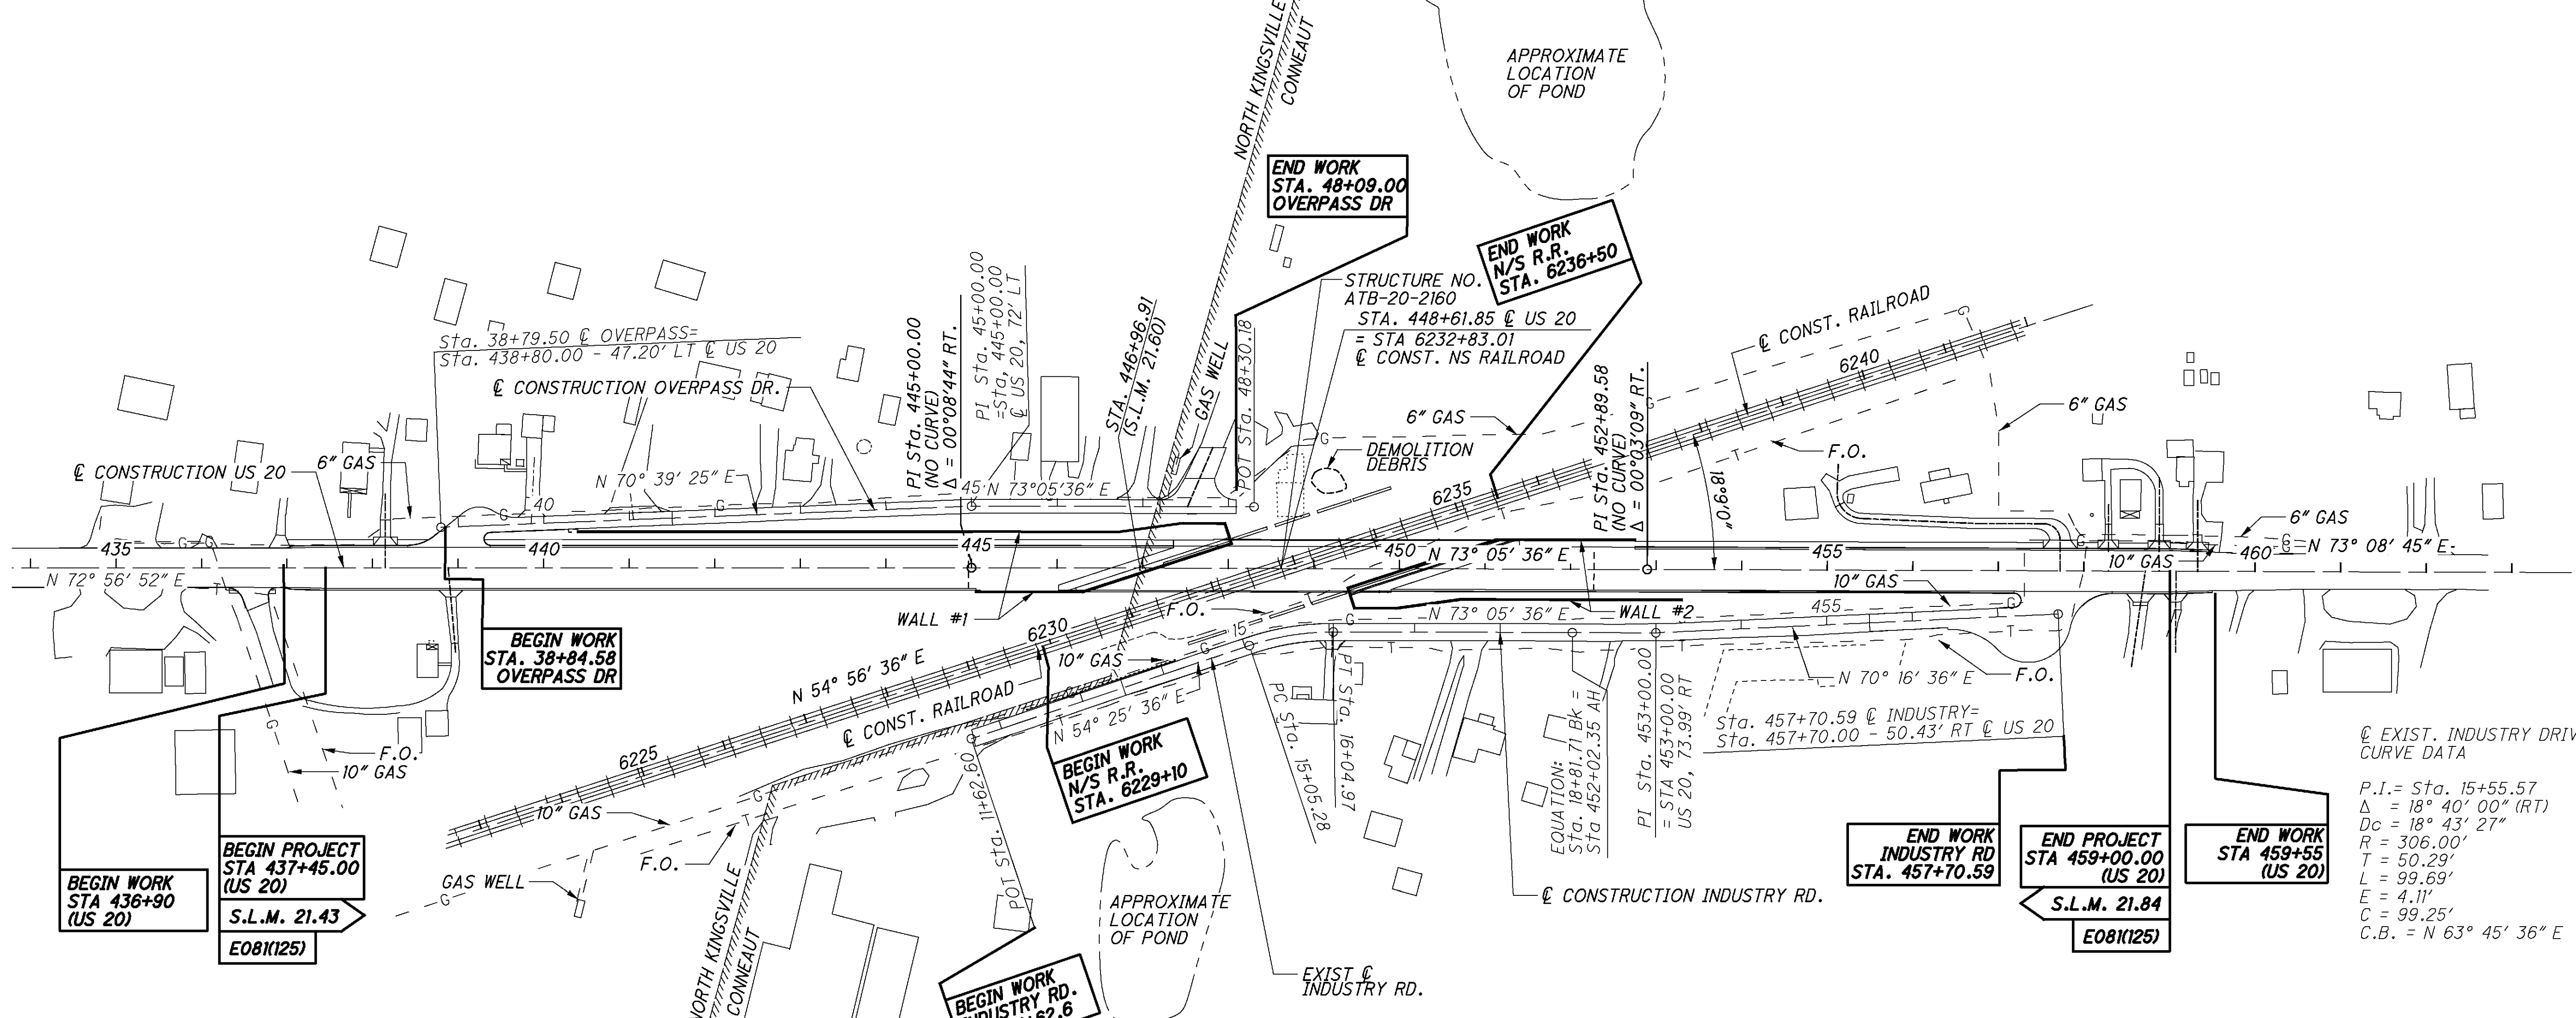 NORTH KINGSVILLE
CONNEAUT
APPROXIMATE
LOCATION
OF POND
END WORK
STA. 48+09.00
OVERPASS DR
END WORK
N/S R.R.
STA. 6236+50
STRUCTURE NO.
ATB-20-2160
STA. 448+61.85 ℄ US 20
= STA 6232+83.01
℄ CONST. NS RAILROAD
℄ CONST. RAILROAD
G
6240
Sta. 38+79.50 ℄ OVERPASS=
Sta. 438+80.00 - 47.20' LT ℄ US 20
℄ CONSTRUCTION OVERPASS DR.
PI Sta. 445+00.00
(NO CURVE)
Δ = 00°08'44" RT.
PI Sta. 45+00.00
=Sta, 445+00.00
℄ US 20, 72' LT
STA. 446+96.91
(S.L.M. 21.60)
GAS WELL
POT Sta. 48+30.18
6" GAS
DEMOLITION
DEBRIS
PI Sta. 452+89.58
(NO CURVE)
Δ = 00°03'09" RT.
18°9'0"
F.O.
6" GAS
℄ CONSTRUCTION US 20
6" GAS
N 70° 39' 25" E
40
45
N 73°05'36" E
6235
6" GAS
435
440
445
450
N 73° 05' 36" E
455
460
N 73° 08' 45" E
N 72° 56' 52" E
10" GAS
10" GAS
WALL #1
F.O.
WALL #2
N 73° 05' 36" E
455
15
6230
10" GAS
BEGIN WORK
STA. 38+84.58
OVERPASS DR
N 54° 56' 36" E
℄ CONST. RAILROAD
N 54° 25' 36" E
6225
BEGIN WORK
N/S R.R.
STA. 6229+10
N 70° 16' 36" E
F.O.
Sta. 457+70.59 ℄ INDUSTRY=
Sta. 457+70.00 - 50.43' RT ℄ US 20
PC Sta. 15+05.28
PT Sta. 16+04.97
EQUATION:
Sta. 18+81.71 Bk =
Sta 452+02.35 AH
PI Sta. 453+00.00
= STA 453+00.00
US 20, 73.99' RT
F.O.
10" GAS
10" GAS
F.O.
GAS WELL
POT Sta. 11+62.60
NORTH KINGSVILLE
CONNEAUT
APPROXIMATE
LOCATION
OF POND
℄ CONSTRUCTION INDUSTRY RD.
EXIST ℄
INDUSTRY RD.
BEGIN WORK
INDUSTRY RD.
BEGIN WORK
STA 436+90
(US 20)
BEGIN PROJECT
STA 437+45.00
(US 20)
S.L.M. 21.43
E081(125)
END WORK
INDUSTRY RD
STA. 457+70.59
END PROJECT
STA 459+00.00
(US 20)
S.L.M. 21.84
E081(125)
END WORK
STA 459+55
(US 20)
℄ EXIST. INDUSTRY DRIV
CURVE DATA
P.I.= Sta. 15+55.57
Δ = 18° 40' 00" (RT)
Dc = 18° 43' 27"
R = 306.00'
T = 50.29'
L = 99.69'
E = 4.11'
C = 99.25'
C.B. = N 63° 45' 36" E